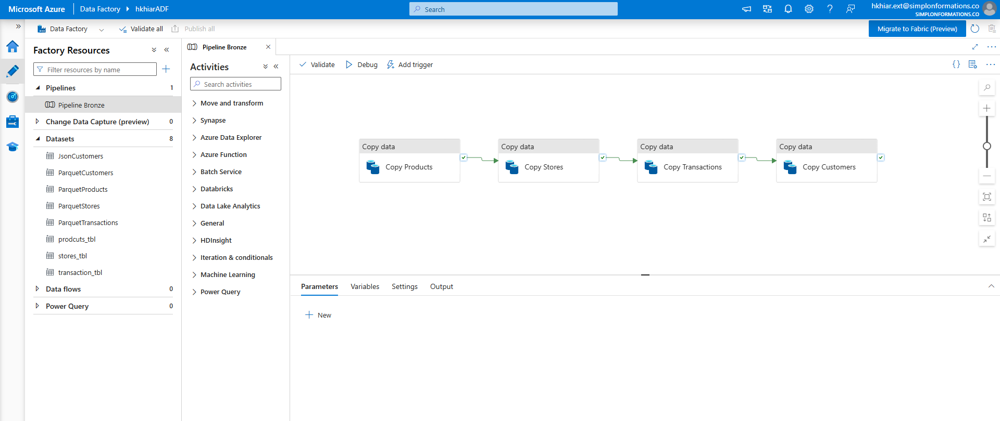 Microsoft Azure
Data Factory
hkhiarADF
Search
hkhiar.ext@simplonformations.co
SIMPLONFORMATIONS.CO
Data Factory
Validate all
Publish all
Migrate to Fabric (Preview)
Factory Resources
Filter resources by name
Pipelines 1
Pipeline Bronze
Change Data Capture (preview) 0
Datasets 8
JsonCustomers
ParquetCustomers
ParquetProducts
ParquetStores
ParquetTransactions
prodcuts_tbl
stores_tbl
transaction_tbl
Data flows 0
Power Query 0
Pipeline Bronze
Activities
Search activities
Move and transform
Synapse
Azure Data Explorer
Azure Function
Batch Service
Databricks
Data Lake Analytics
General
HDInsight
Iteration & conditionals
Machine Learning
Power Query
Validate
Debug
Add trigger
Copy data
Copy Products
Copy data
Copy Stores
Copy data
Copy Transactions
Copy data
Copy Customers
Parameters
Variables
Settings
Output
New